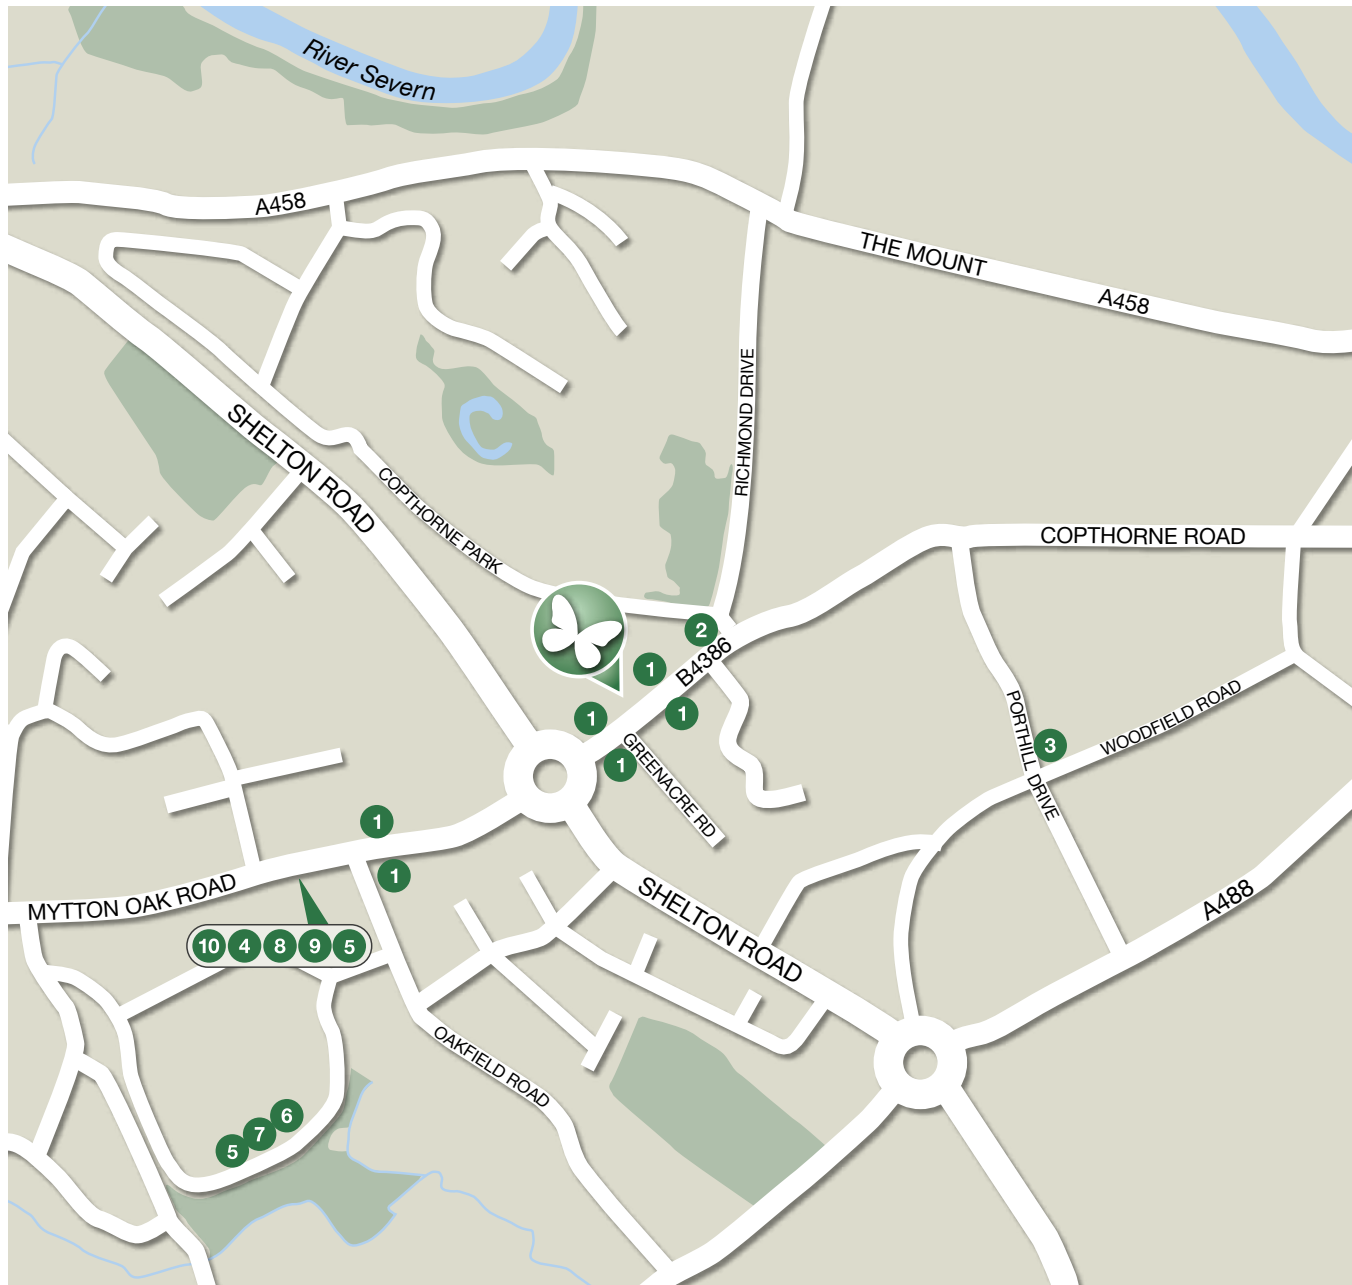 River Severn
A458
THE MOUNT
A458
RICHMOND DRIVE
SHELTON ROAD
COPTHORNE PARK
COPTHORNE ROAD
2
B4386
1
1
1
1
GREENACRE RD
PORTHILL DRIVE
3
WOODFIELD ROAD
1
1
MYTTON OAK ROAD
10 4 8 9 5
SHELTON ROAD
A488
OAKFIELD ROAD
6
7
5